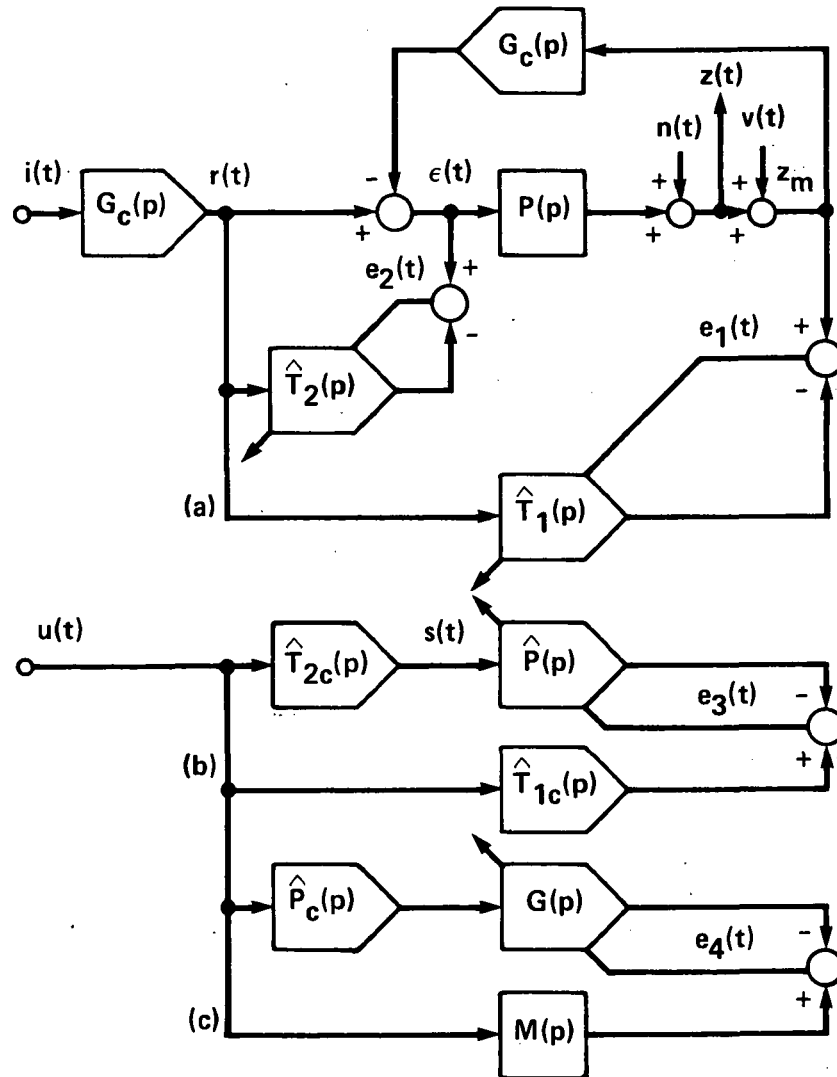 G_c(p)
z(t)
n(t)
v(t)
i(t)
r(t)
-
ϵ(t)
+
+
z_m
G_c(p)
P(p)
+
+
+
e_2(t)
+
-
e_1(t)
+
-
T̂_2(p)
(a)
T̂_1(p)
u(t)
T̂_2c(p)
s(t)
P̂(p)
-
e_3(t)
+
(b)
T̂_1c(p)
P̂_c(p)
G(p)
-
e_4(t)
+
(c)
M(p)